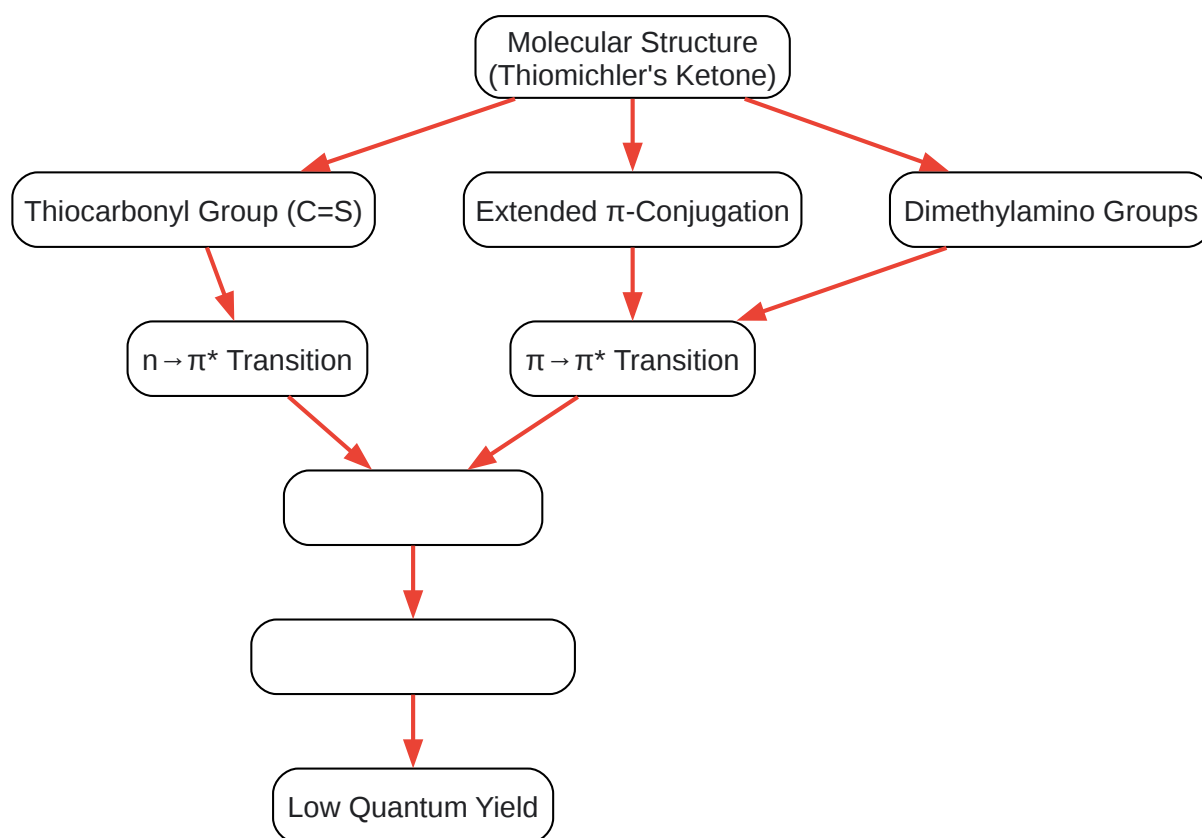 Molecular Structure
(Thiomichler's Ketone)
Thiocarbonyl Group (C=S)
Extended π-Conjugation
Dimethylamino Groups
n→π* Transition
π→π* Transition
Low Quantum Yield